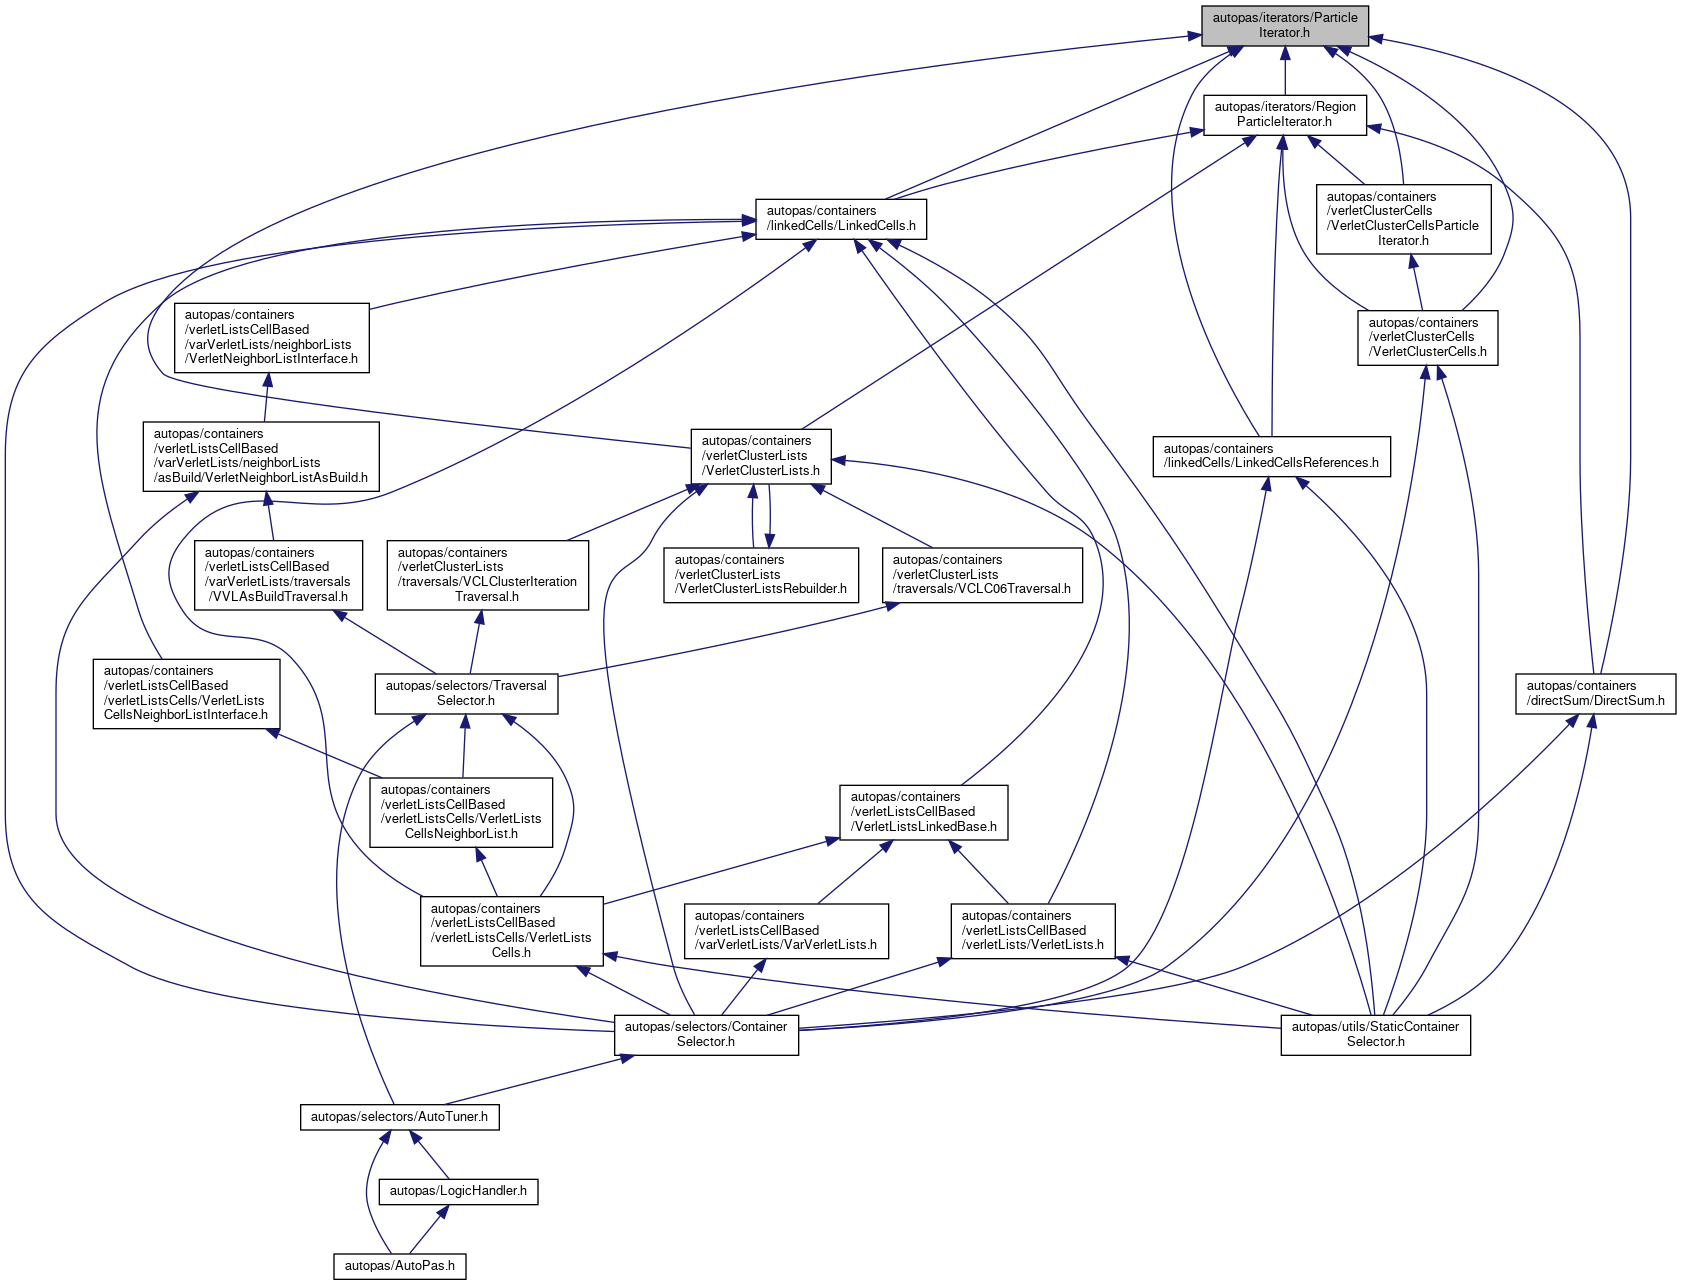 autopas/iterators/Particle
Iterator.h
autopas/iterators/Region
ParticleIterator.h
autopas/containers
/verletClusterCells
/VerletClusterCellsParticle
Iterator.h
autopas/containers
/linkedCells/LinkedCells.h
autopas/containers
/verletListsCellBased
/varVerletLists/neighborLists
/VerletNeighborListInterface.h
autopas/containers
/verletClusterCells
/VerletClusterCells.h
autopas/containers
/verletListsCellBased
/varVerletLists/neighborLists
/asBuild/VerletNeighborListAsBuild.h
autopas/containers
/verletClusterLists
/VerletClusterLists.h
autopas/containers
/linkedCells/LinkedCellsReferences.h
autopas/containers
/verletListsCellBased
/varVerletLists/traversals
/VVLAsBuildTraversal.h
autopas/containers
/verletClusterLists
/traversals/VCLClusterIteration
Traversal.h
autopas/containers
/verletClusterLists
/VerletClusterListsRebuilder.h
autopas/containers
/verletClusterLists
/traversals/VCLC06Traversal.h
autopas/containers
/verletListsCellBased
/verletListsCells/VerletLists
CellsNeighborListInterface.h
autopas/selectors/Traversal
Selector.h
autopas/containers
/directSum/DirectSum.h
autopas/containers
/verletListsCellBased
/verletListsCells/VerletLists
CellsNeighborList.h
autopas/containers
/verletListsCellBased
/VerletListsLinkedBase.h
autopas/containers
/verletListsCellBased
/verletListsCells/VerletLists
Cells.h
autopas/containers
/verletListsCellBased
/varVerletLists/VarVerletLists.h
autopas/containers
/verletListsCellBased
/verletLists/VerletLists.h
autopas/selectors/Container
Selector.h
autopas/utils/StaticContainer
Selector.h
autopas/selectors/AutoTuner.h
autopas/LogicHandler.h
autopas/AutoPas.h